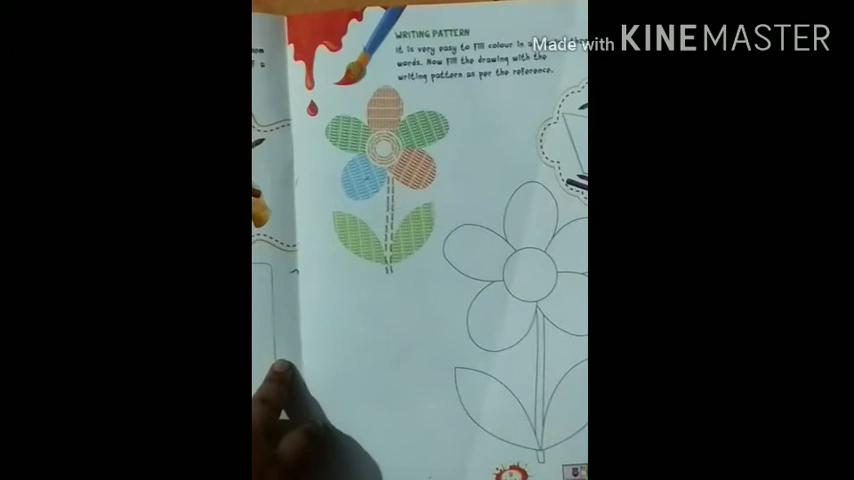 WRITING PATTERN
It is very easy to fill colour in a
words. Now fill the drawing with the
writing pattern as per the reference.
Made with KINEMASTER